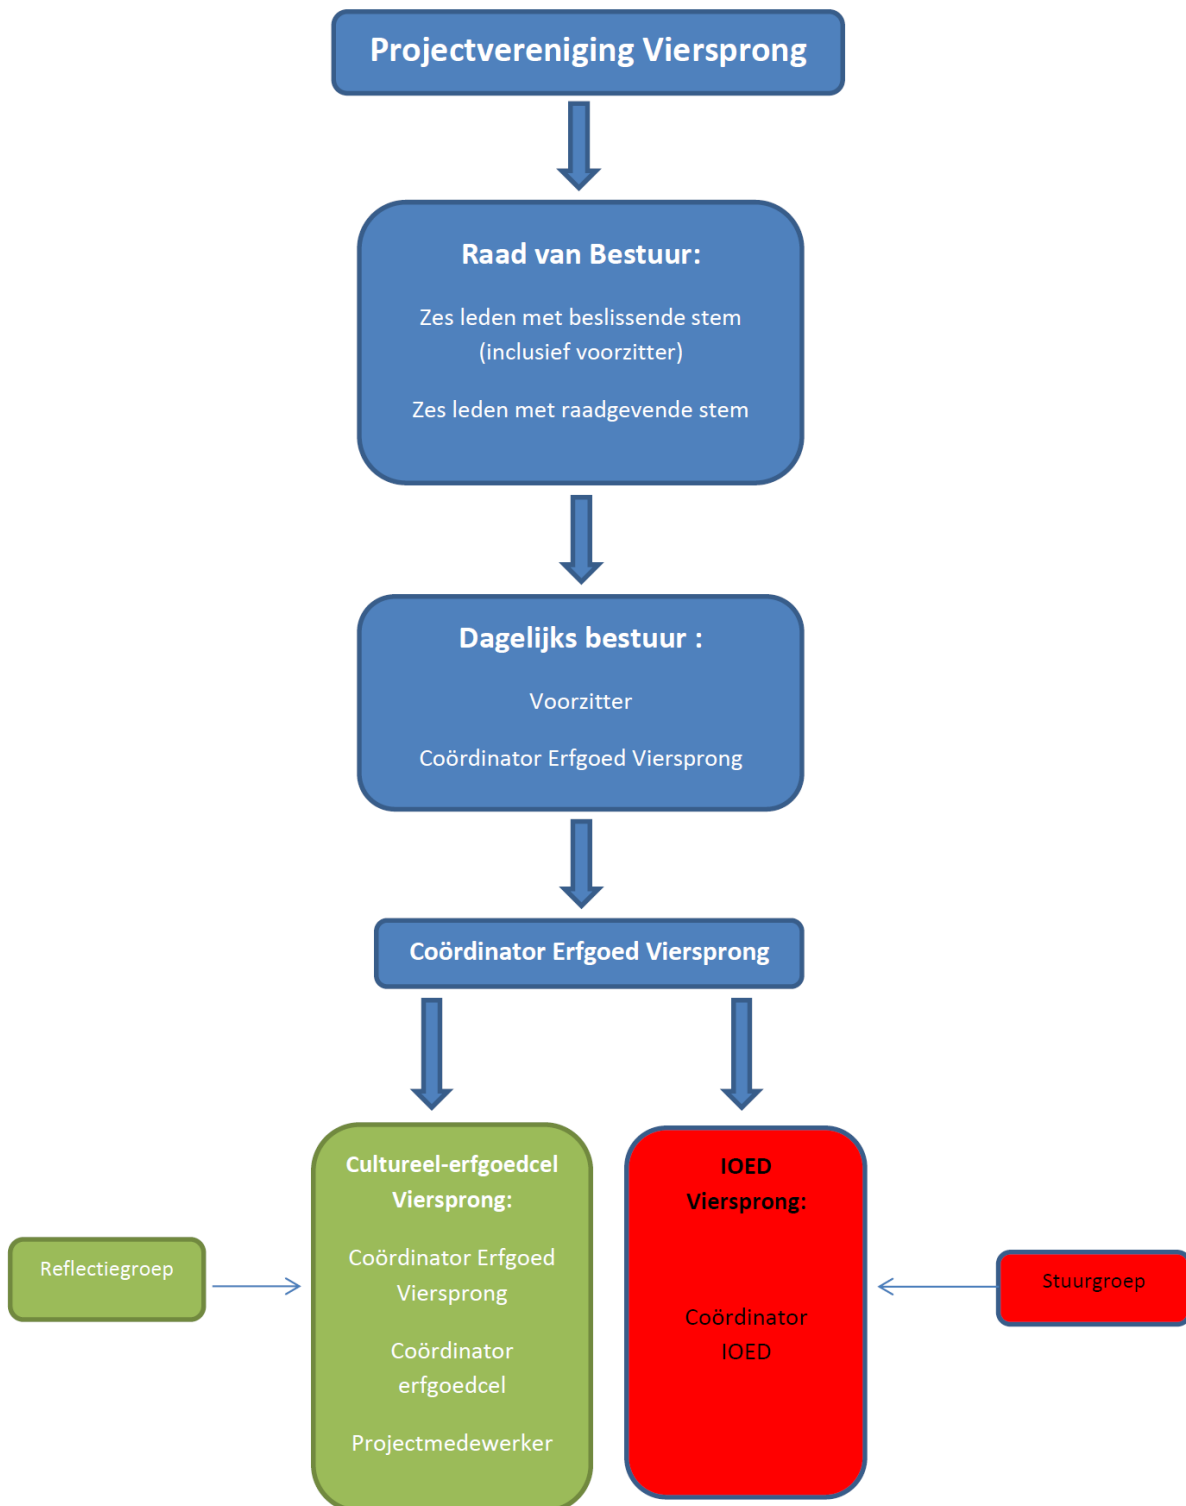 Projectvereniging Viersprong
Raad van Bestuur:
Zes leden met beslissende stem
(inclusief voorzitter)
Zes leden met raadgevende stem
Dagelijks bestuur :
Voorzitter
Coördinator Erfgoed Viersprong
Coördinator Erfgoed Viersprong
Cultureel-erfgoedcel
Viersprong:
Coördinator Erfgoed
Viersprong
Coördinator
erfgoedcel
Projectmedewerker
IOED
Viersprong:
Coördinator
IOED
Reflectiegroep
Stuurgroep